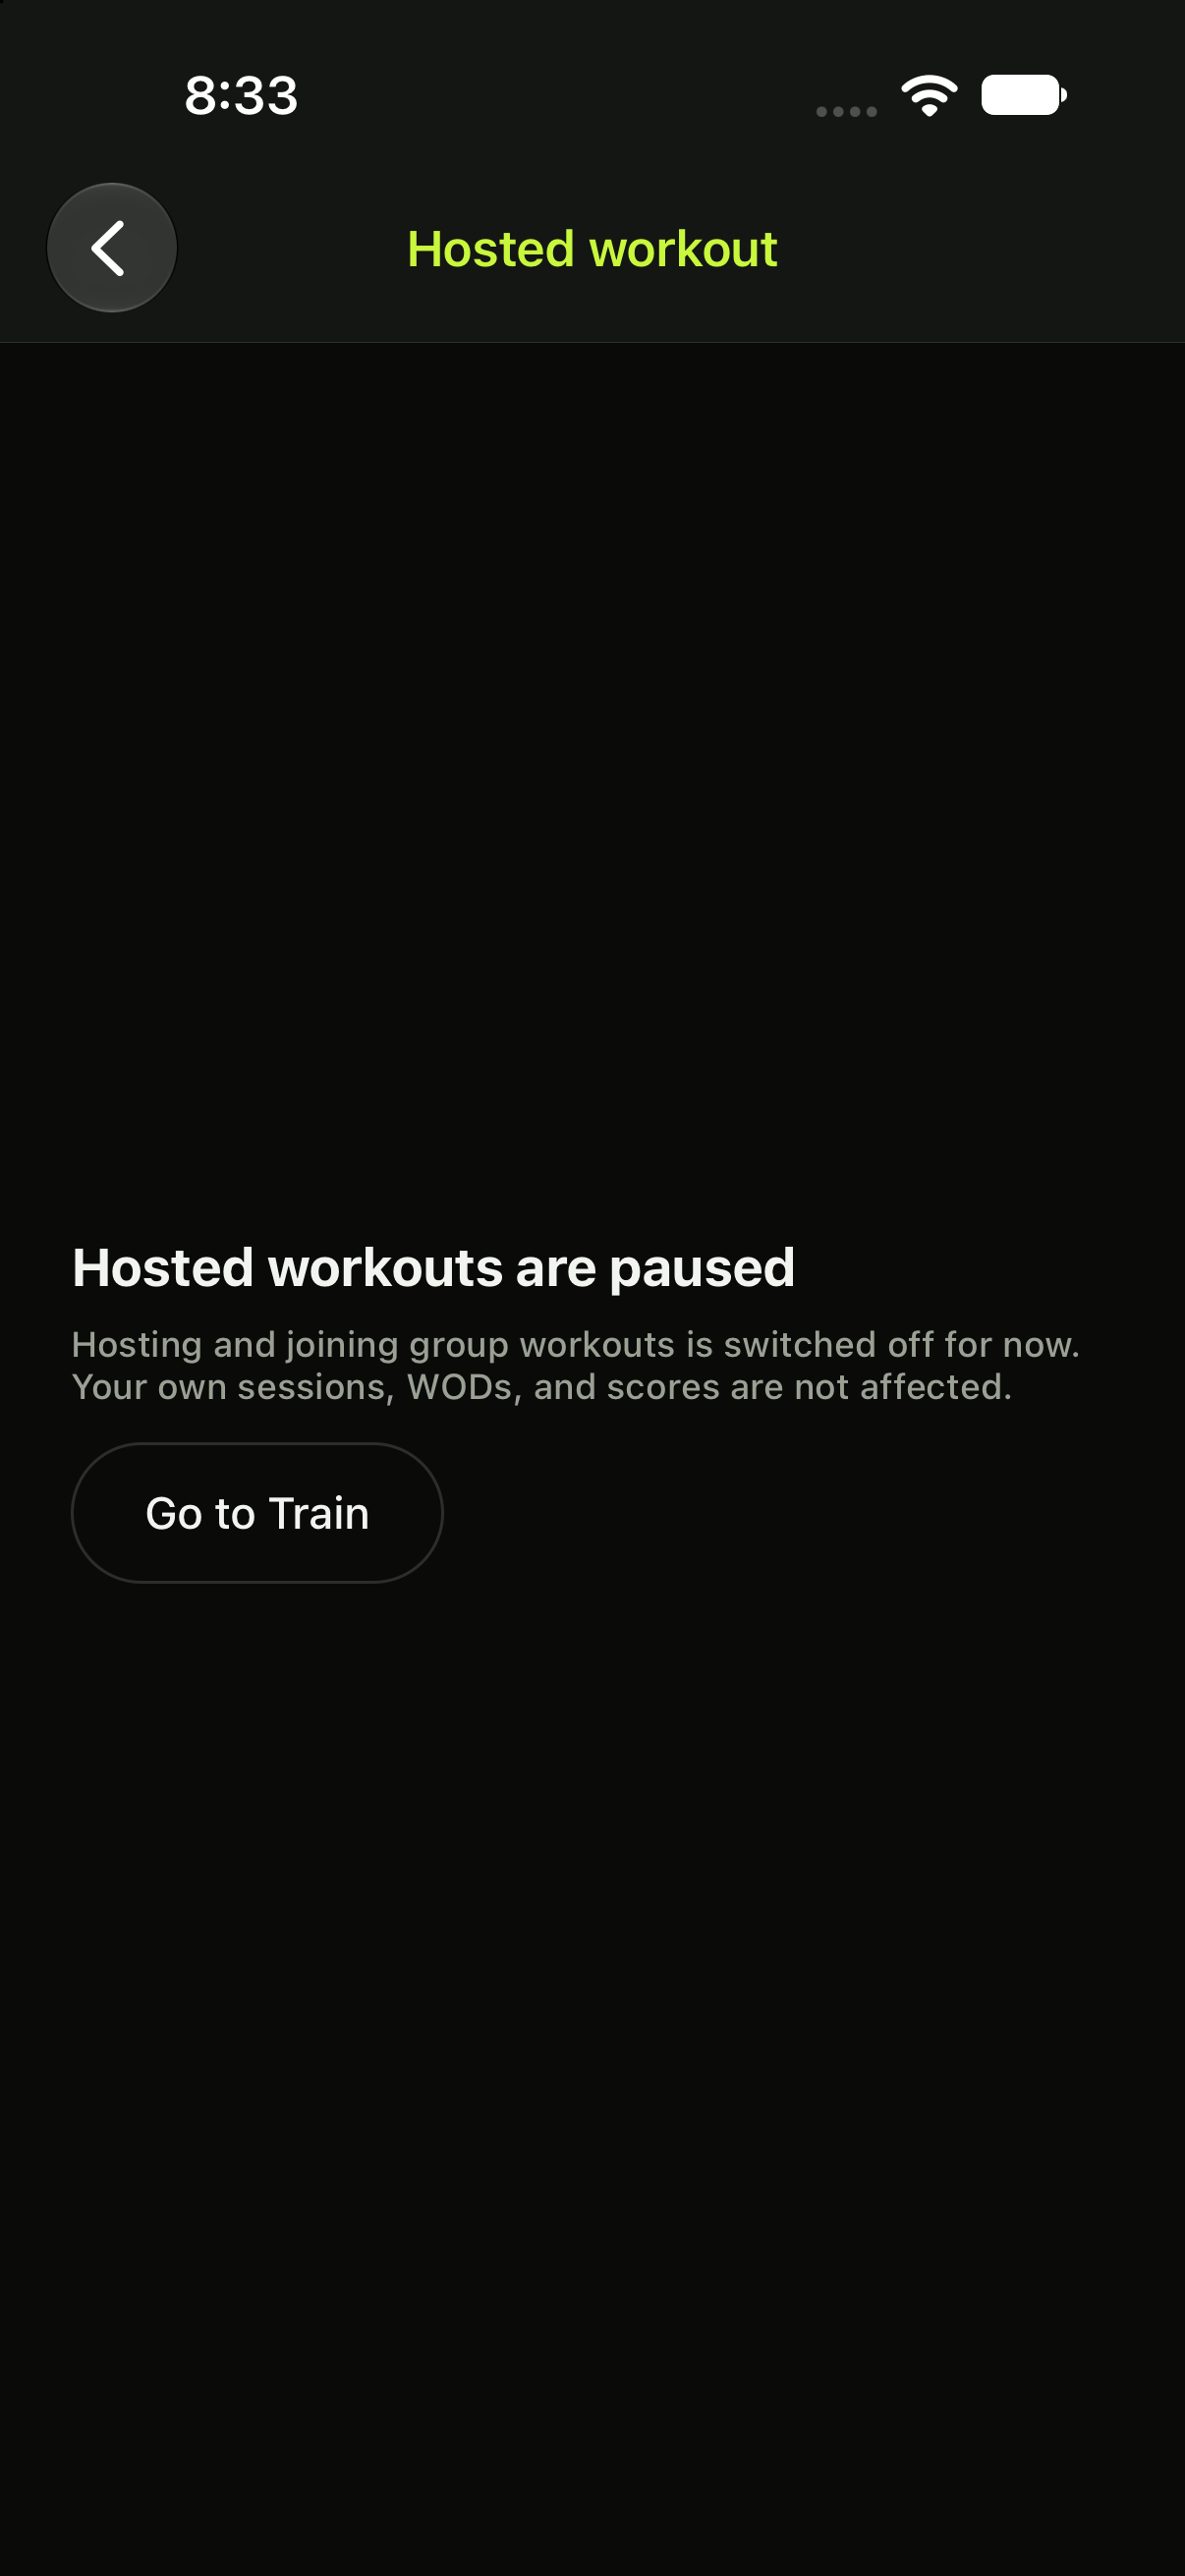 8:33
Hosted workout
Hosted workouts are paused
Hosting and joining group workouts is switched off for now.
Your own sessions, WODs, and scores are not affected.
Go to Train